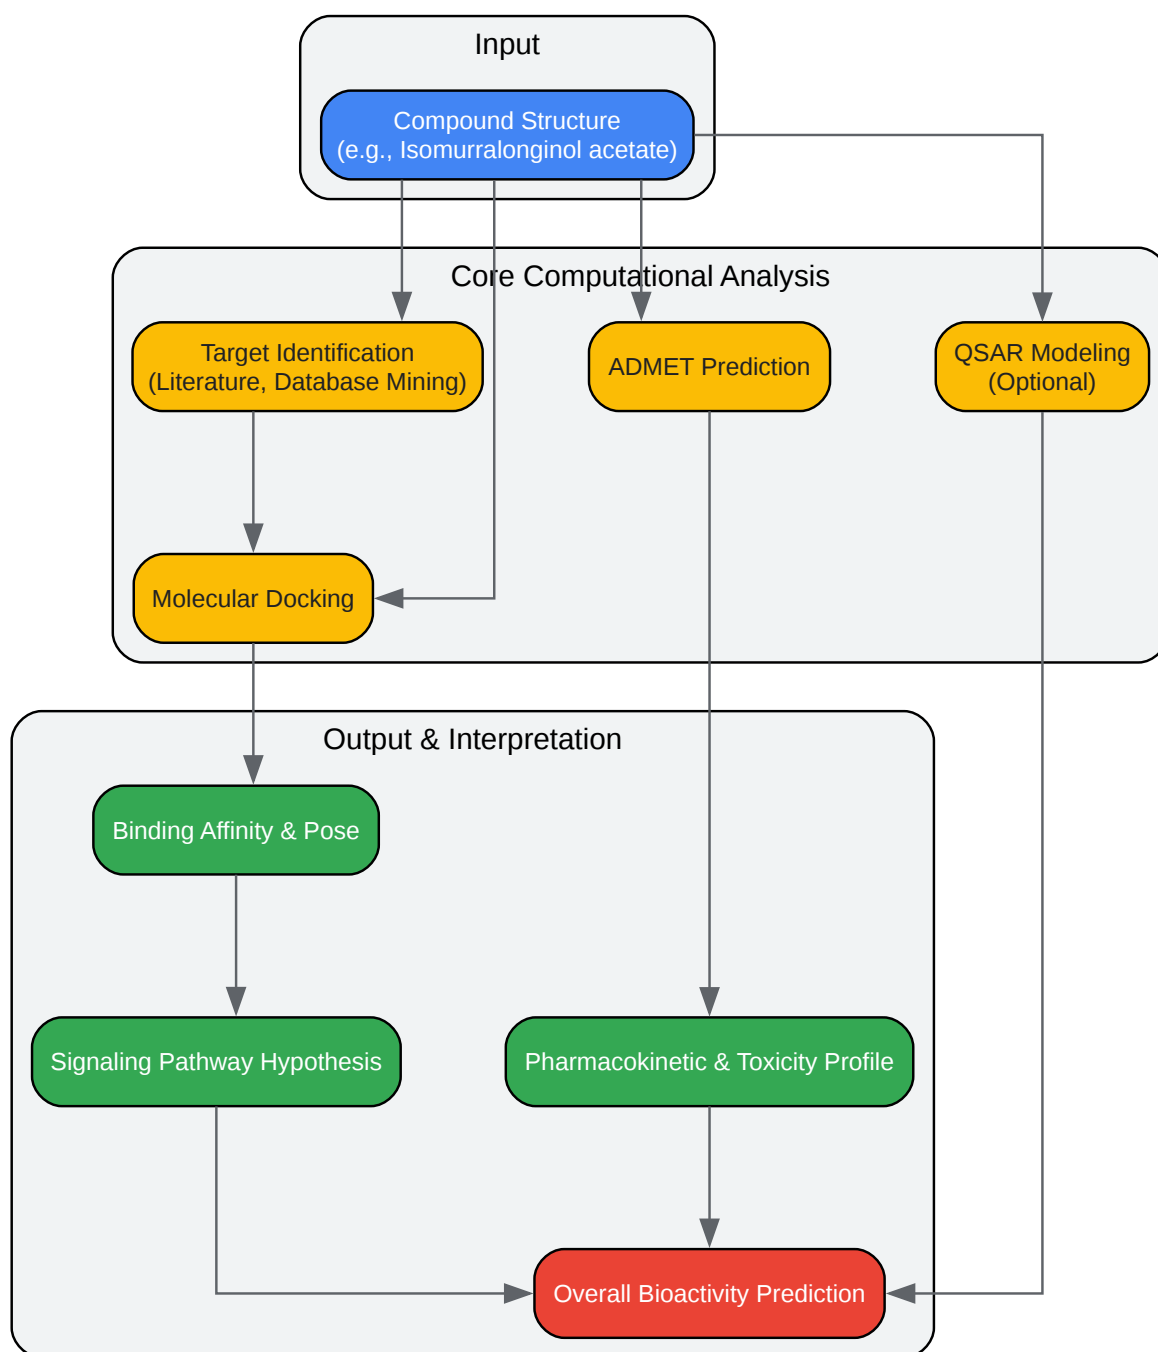 Input
Compound Structure
(e.g., Isomurralonginol acetate)
Core Computational Analysis
Target Identification
(Literature, Database Mining)
ADMET Prediction
QSAR Modeling
(Optional)
Molecular Docking
Output & Interpretation
Binding Affinity & Pose
Signaling Pathway Hypothesis
Pharmacokinetic & Toxicity Profile
Overall Bioactivity Prediction